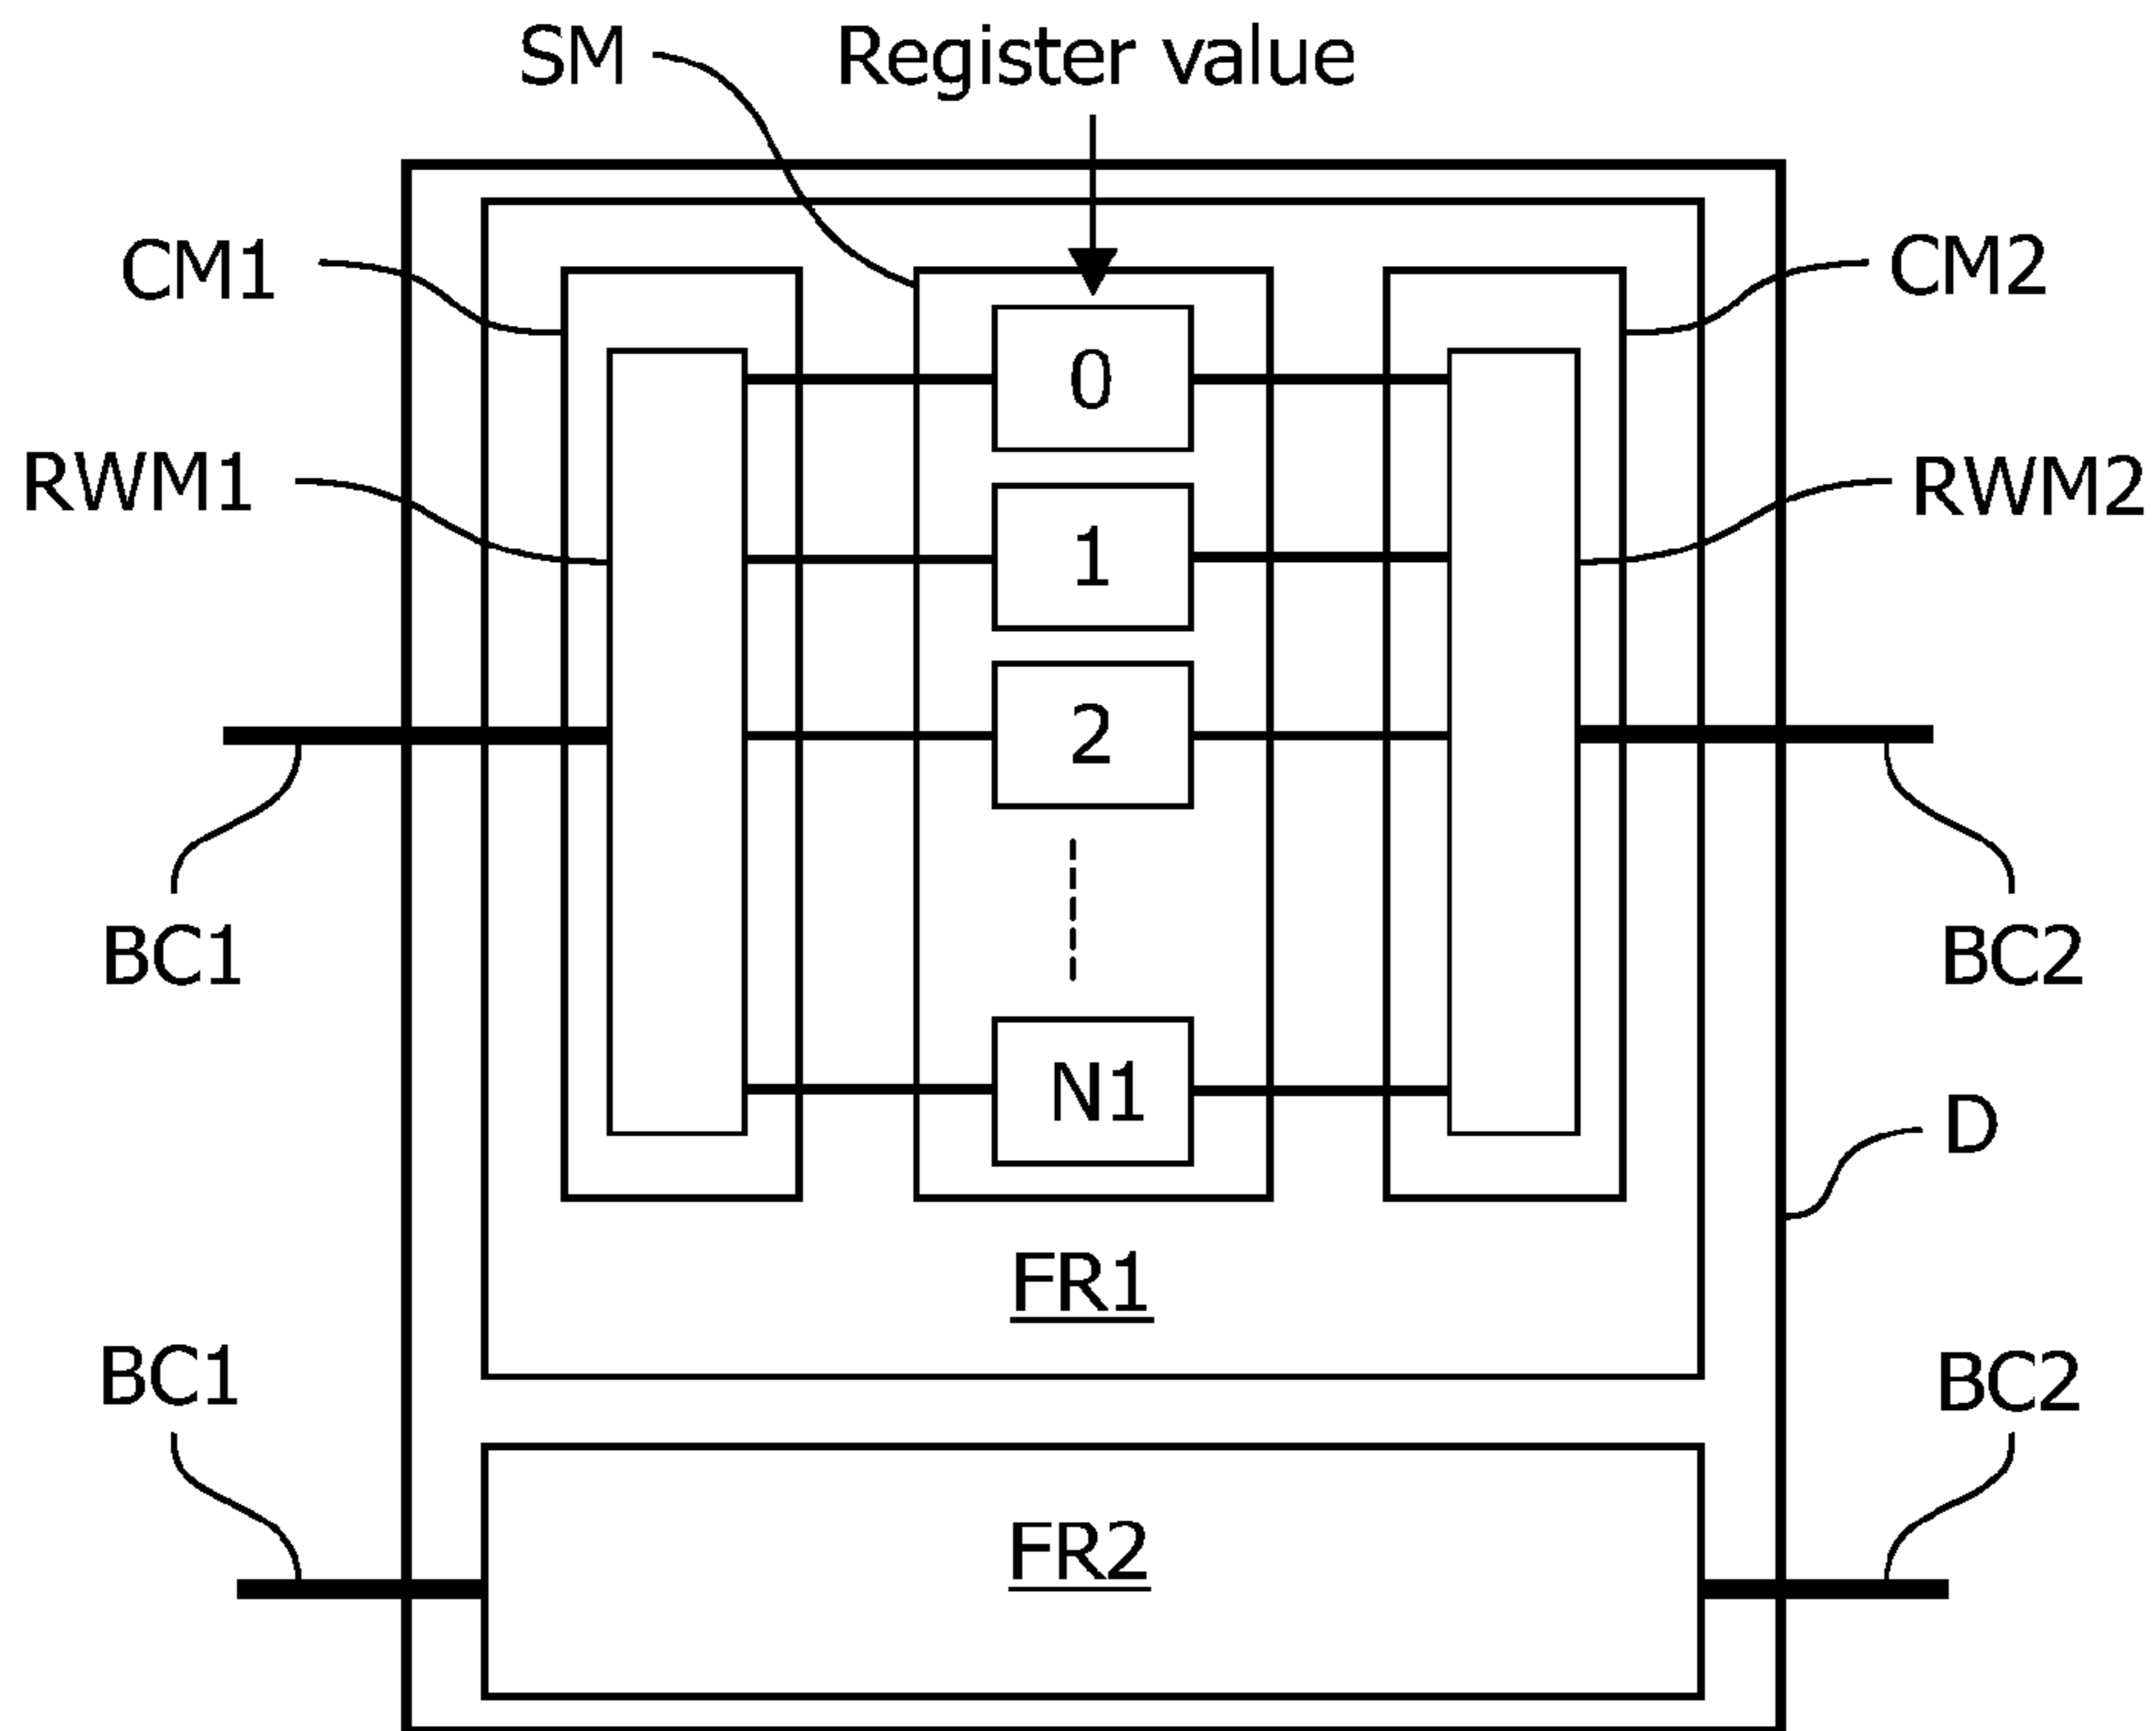 SM Register value
CM1 CM2
0
RWM1 RWM2
1
2
BC1 BC2
N1
D
FR1
BC1 BC2
FR2